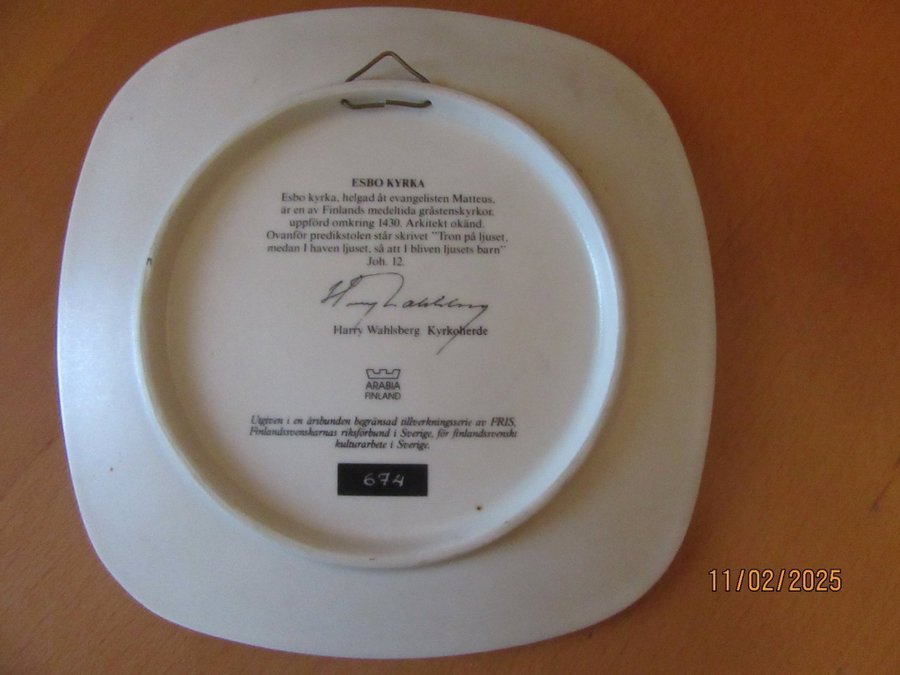 ESBO KYRKA
Esbo kyrka, helgad åt evangelisten Matteus,
är en av Finlands medeltida gråstenskyrkor,
uppförd omkring 1430. Arkitekt okänd.
Ovanför predikstolen står skrivet "Tron på ljuset,
medan I haven ljuset, så att I bliven ljusets barn"
Joh. 12.
Harry Wahlsberg
Harry Wahlsberg Kyrkoherde
ARABIA
FINLAND
Utgiven i en årsbunden begränsad tillverkningsserie av FRIS,
Finlandssvenskarnas riksförbund i Sverige, för finlandssvenskt
kulturarbete i Sverige.
674
11/02/2025